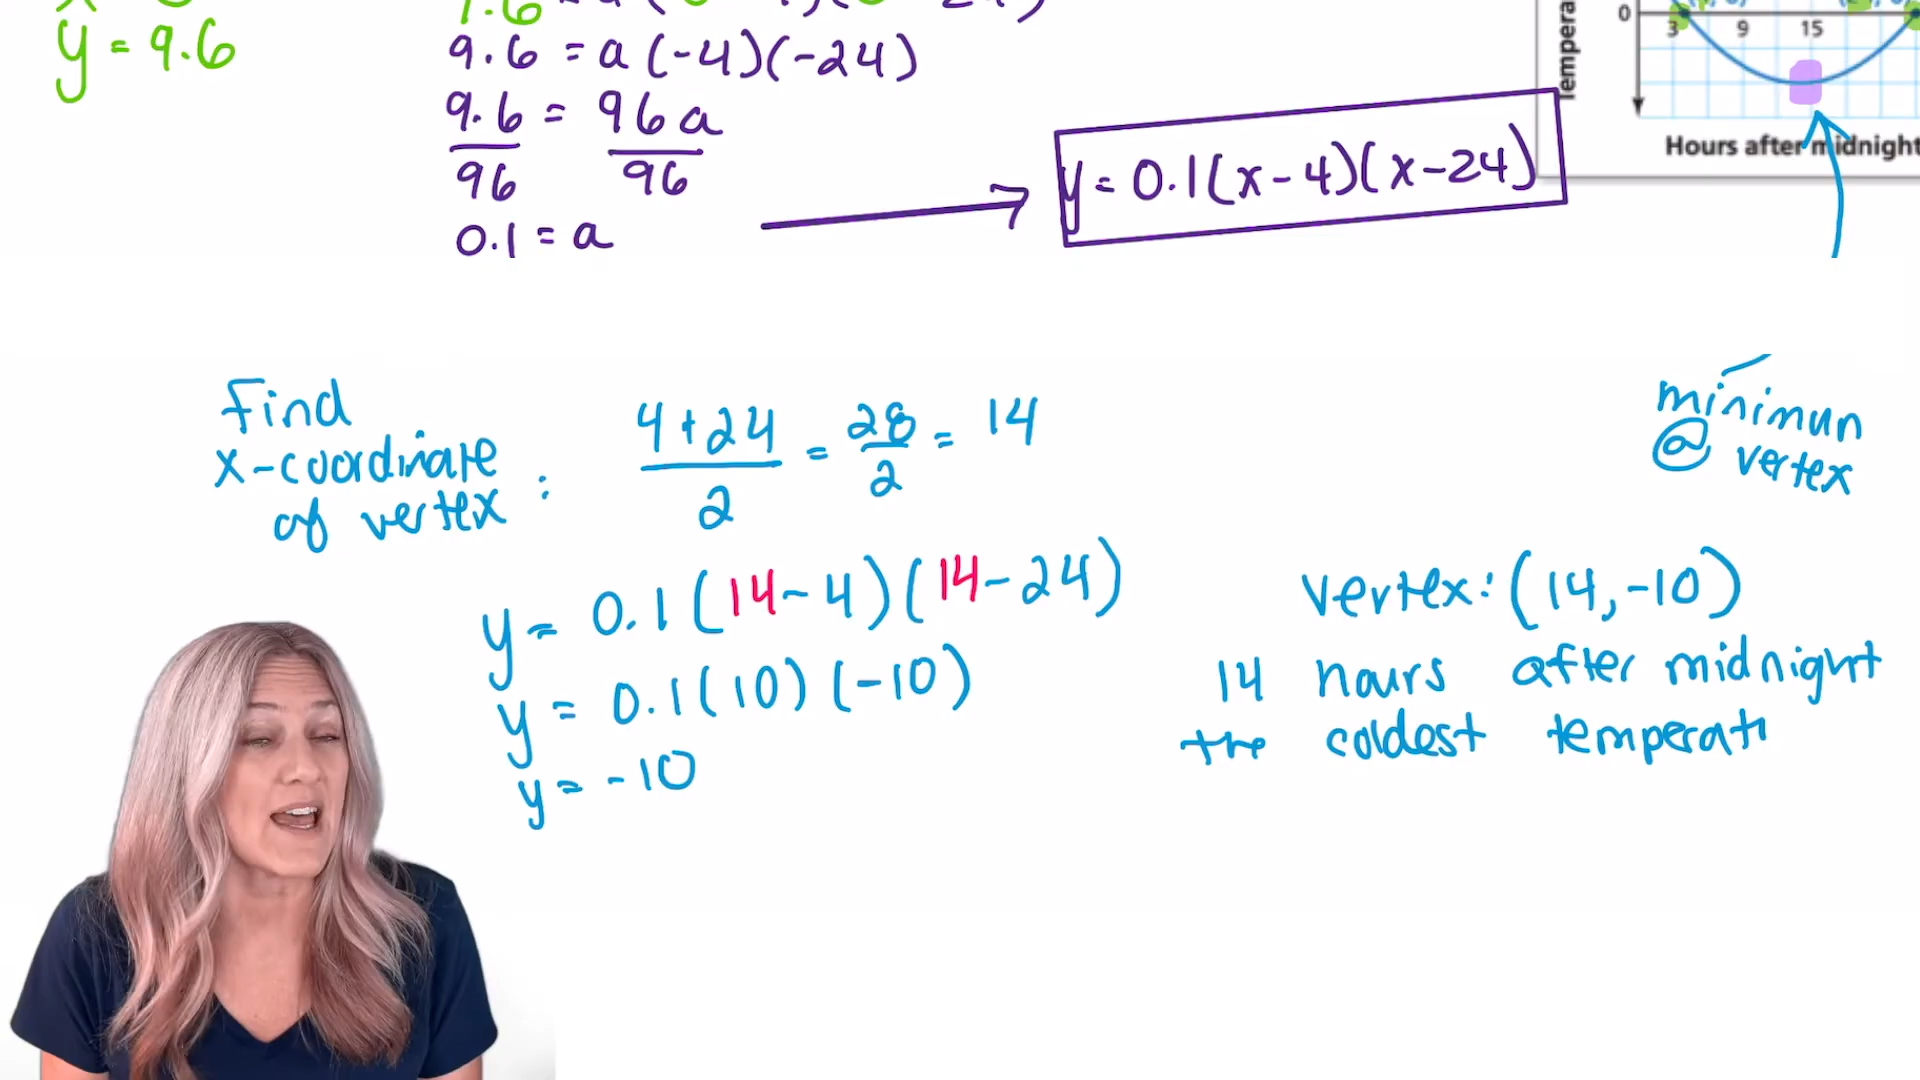 y = 9.6
9.6 = a(-4)(-24)
9.6 = 96a
96 96
0.1 = a
y = 0.1(x-4)(x-24)
Tempera
0
3 9 15
Hours after midnight
Find
x-coordinate
of vertex :
4+24 = 28 = 14
2 2
minimun
@ vertex
y = 0.1(14-4)(14-24)
y = 0.1(10)(-10)
y = -10
vertex: (14,-10)
14 hours after midnight
the coldest temperat